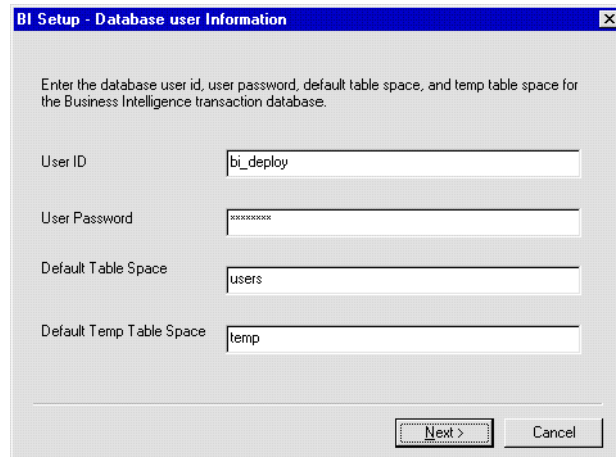 BI Setup - Database user Information
Enter the database user id, user password, default table space, and temp table space for
the Business Intelligence transaction database.
User ID
bi_deploy
User Password
********
Default Table Space
users
Default Temp Table Space
temp
Next >
Cancel